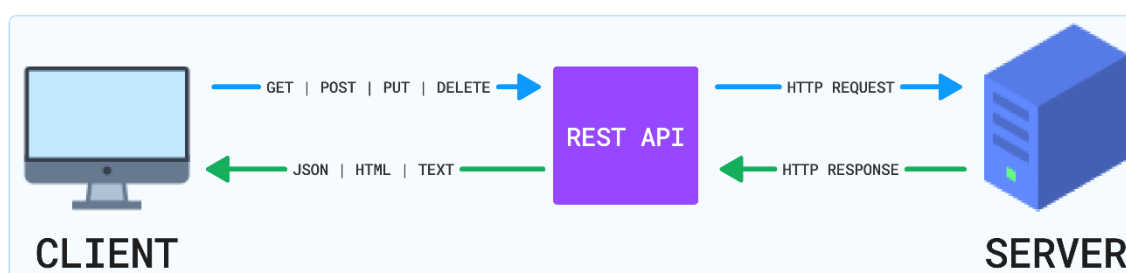 GET | POST | PUT | DELETE
HTTP REQUEST
REST API
JSON | HTML | TEXT
HTTP RESPONSE
CLIENT
SERVER